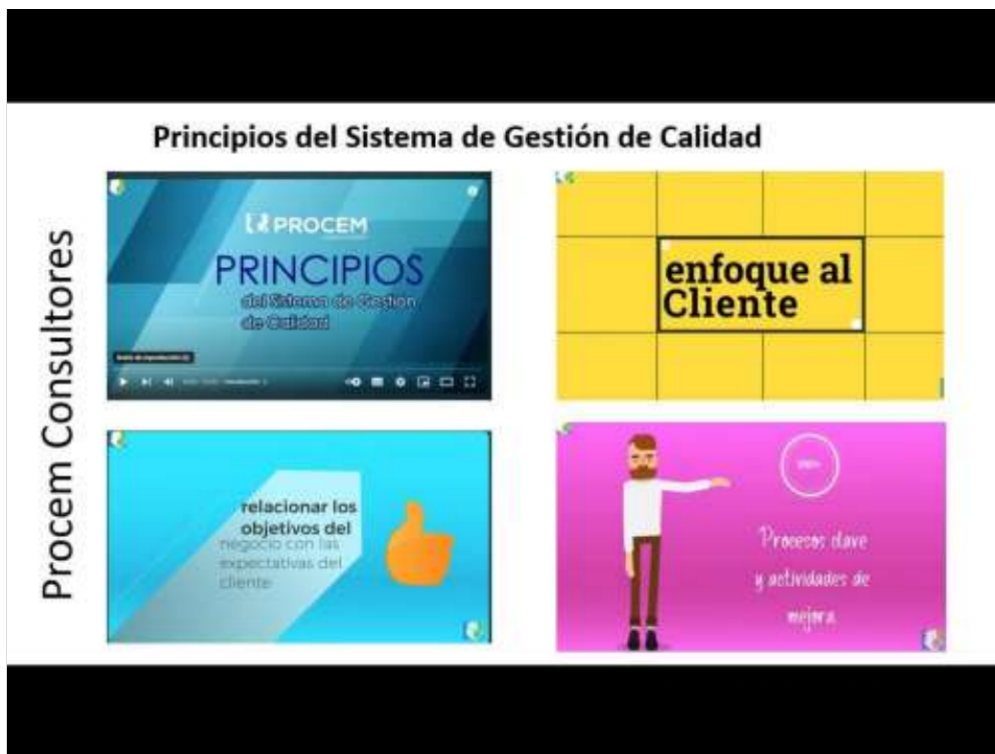 Principios del Sistema de Gestión de Calidad
Procem Consultores
PROCEM
PRINCIPIOS
del Sistema de Gestión
de Calidad
enfoque al
Cliente
relacionar los
objetivos del
negocio con las
expectativas del
cliente
Procesos clave
y actividades de
mejora